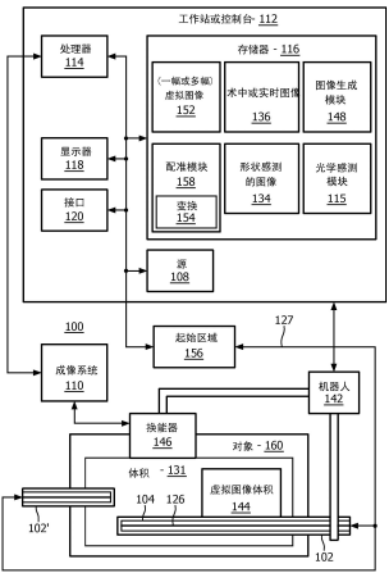 工作站或控制台-112
处理器
114
存储器 - 116
(一幅或多幅)
虚拟图像
152
术中或实时图像
136
图像生成
模块
148
显示器
118
配准模块
158
变换
154
形状感测
的图像
134
光学感测
模块
115
接口
120
源
108
100
127
起始区域
156
成像系统
110
机器人
142
换能器
146
对象 - 160
体积 - 131
虚拟图像体积
144
104
126
102'
102